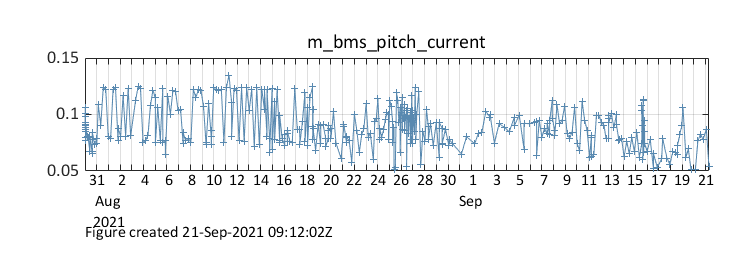 m_bms_pitch_current
0.15
0.1
0.05
31 2 4 6 8 10 12 14 16 18 20 22 24 26 28 30 1 3 5 7 9 11 13 15 17 19 21
Aug Sep
2021
Figure created 21-Sep-2021 09:12:02Z